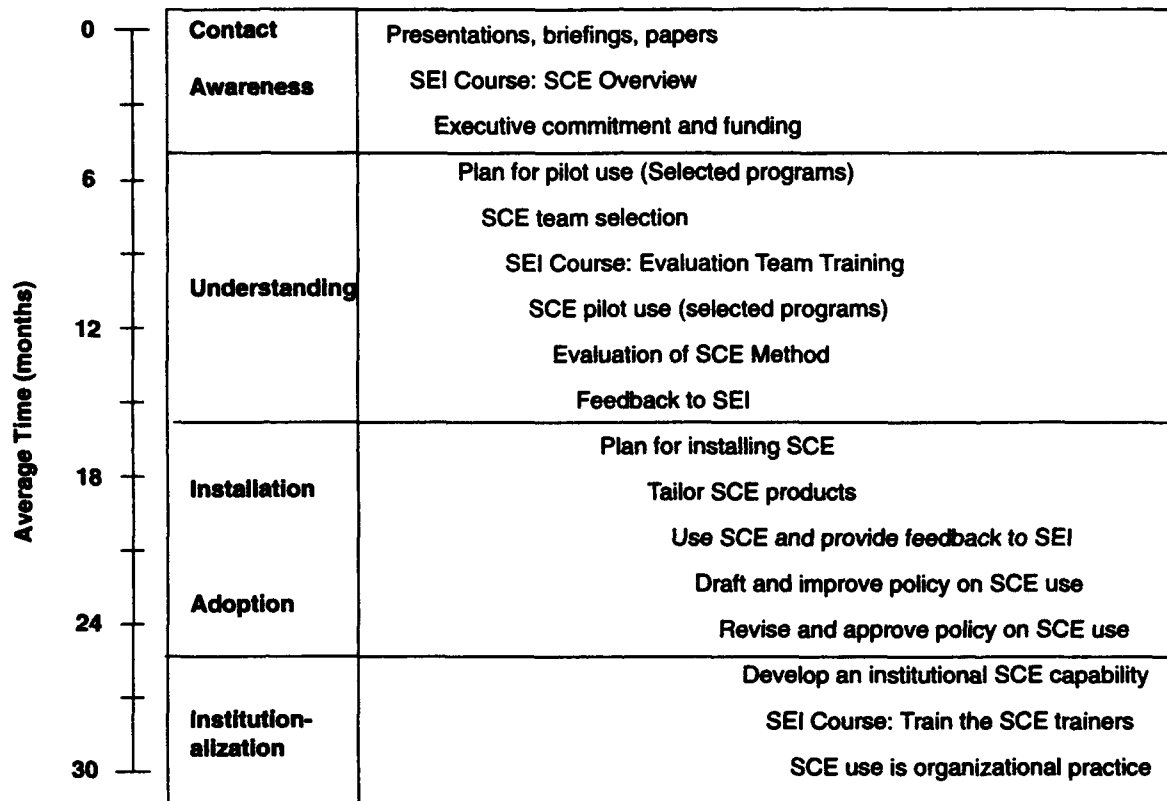 0
Contact
Presentations, briefings, papers
Awareness
SEI Course: SCE Overview
Executive commitment and funding
6
Plan for pilot use (Selected programs)
SCE team selection
SEI Course: Evaluation Team Training
Understanding
SCE pilot use (selected programs)
12
Evaluation of SCE Method
Feedback to SEI
Average Time (months)
Plan for installing SCE
18
Installation
Tailor SCE products
Use SCE and provide feedback to SEI
Adoption
Draft and improve policy on SCE use
24
Revise and approve policy on SCE use
Develop an institutional SCE capability
Institution-
alization
SEI Course: Train the SCE trainers
30
SCE use is organizational practice